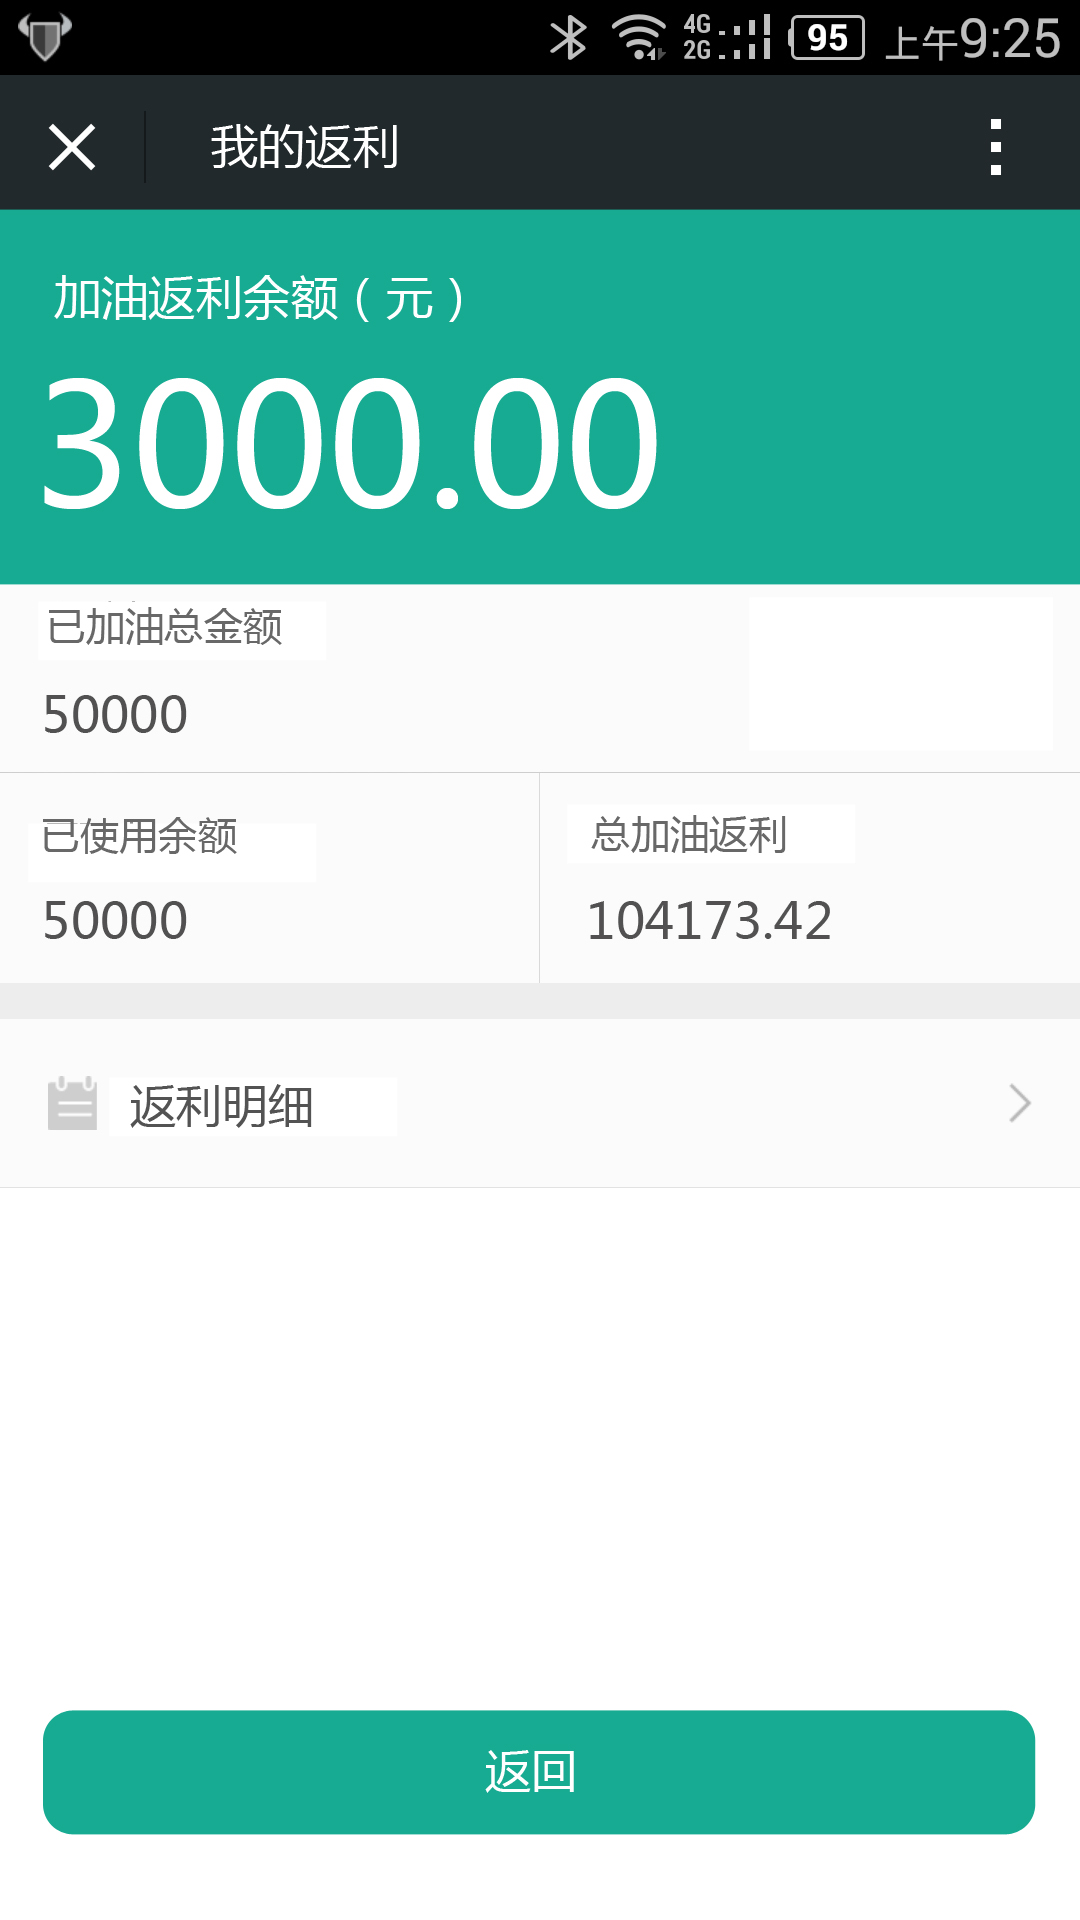 4G
2G
95
上午9:25
我的返利
加油返利余额（元）
3000.00
已加油总金额
50000
已使用余额
总加油返利
50000
104173.42
返利明细
返回